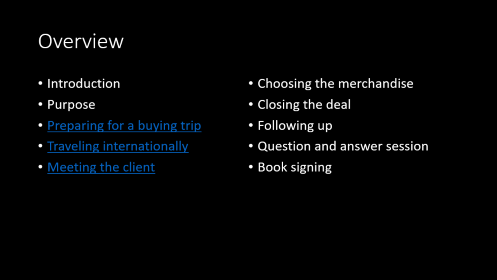 Overview
• Introduction
• Purpose
• Preparing for a buying trip
• Traveling internationally
• Meeting the client
• Choosing the merchandise
• Closing the deal
• Following up
• Question and answer session
• Book signing